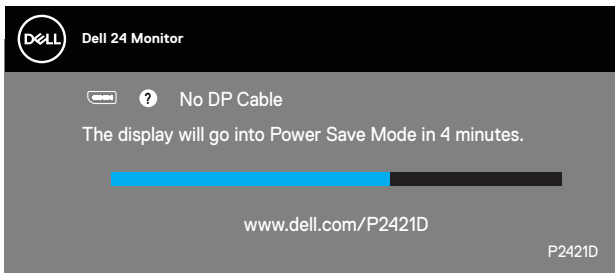 DELL
Dell 24 Monitor
? No DP Cable
The display will go into Power Save Mode in 4 minutes.
www.dell.com/P2421D
P2421D